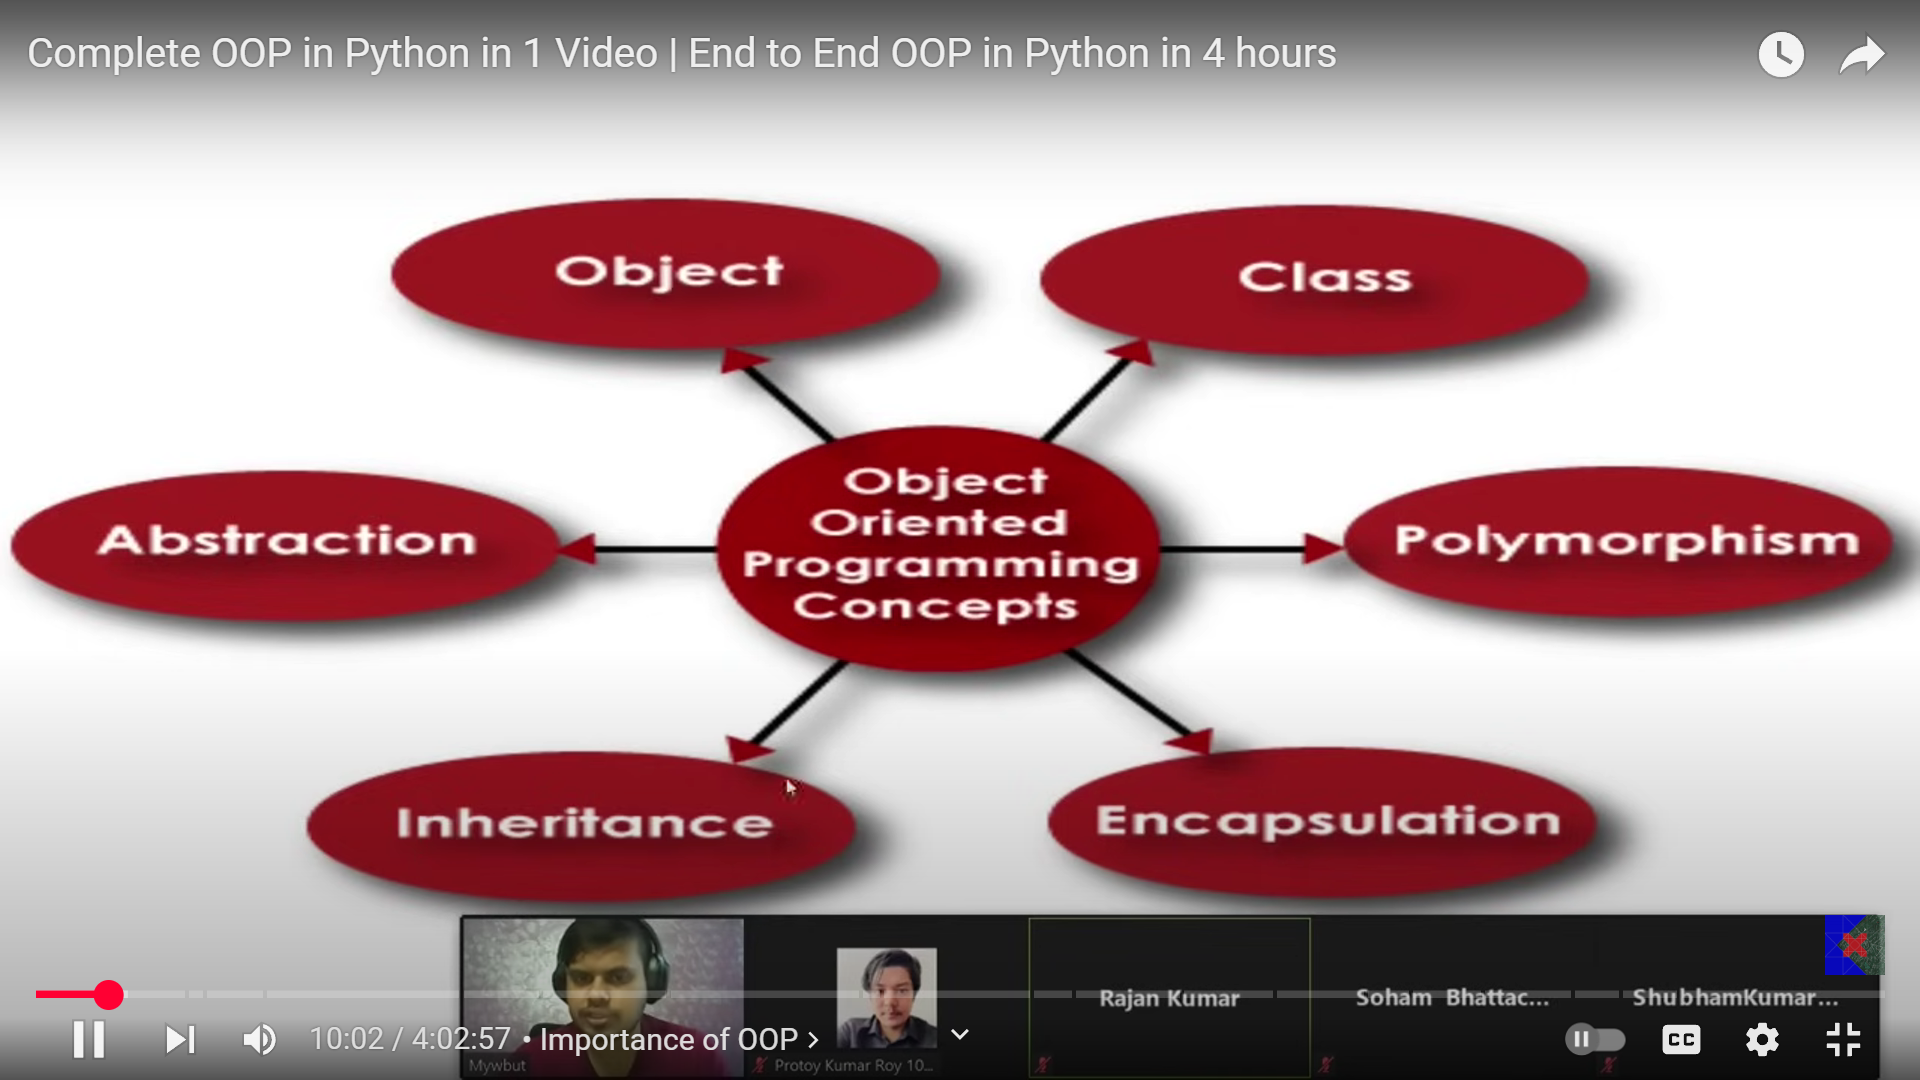 Complete OOP in Python in 1 Video | End to End OOP in Python in 4 hours
Object
Class
Object
Oriented
Programming
Concepts
Abstraction
Polymorphism
Inheritance
Encapsulation
Rajan Kumar
Soham Bhattac...
ShubhamKumar...
10:02 / 4:02:57 • Importance of OOP >
CC
Mywbut
Protoy Kumar Roy 10...